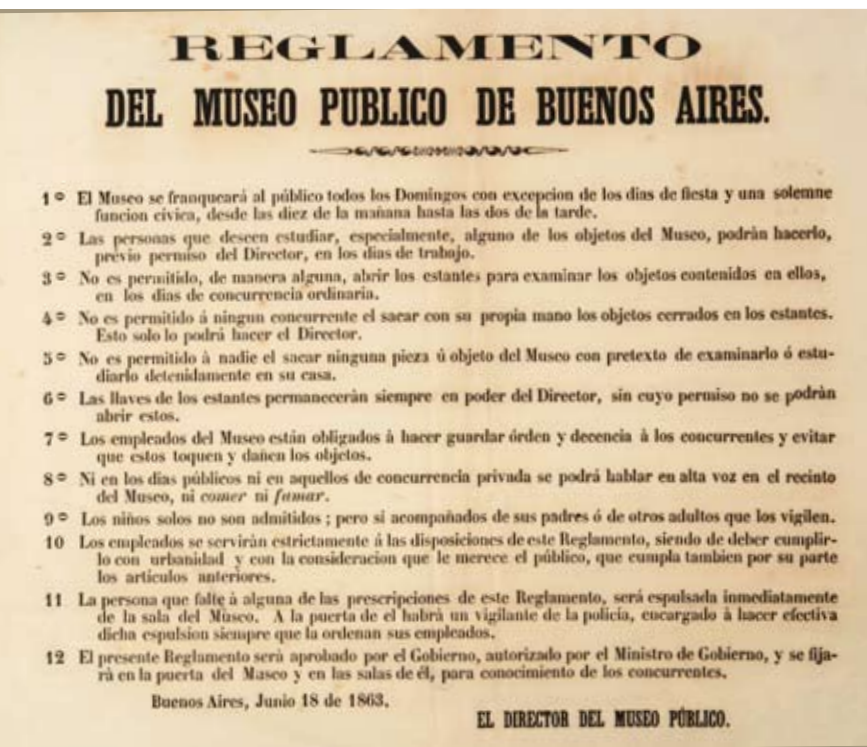 REGLAMENTO
DEL MUSEO PUBLICO DE BUENOS AIRES.
1º El Museo se franqueará al público todos los Domingos con excepcion de los dias de fiesta y una solemne
funcion civica, desde las diez de la mañana hasta las dos de la tarde.
2º Las personas que deseen estudiar, especialmente, alguno de los objetos del Museo, podràn hacerlo,
prévio permiso del Director, en los dias de trabajo.
3º No es permitido, de manera alguna, abrir los estantes para examinar los objetos contenidos en ellos,
en los dias de concurrencia ordinaria.
4º No es permitido á ningun concurrente el sacar con su propia mano los objetos cerrados en los estantes.
Esto solo lo podrá hacer el Director.
5º No es permitido à nadie el sacar ninguna pieza ú objeto del Museo con pretexto de examinarlo ó estu-
diarlo detenidamente en su casa.
6º Las llaves de los estantes permaneceràn siempre en poder del Director, sin cuyo permiso no se podràn
abrir estos.
7º Los empleados del Museo están obligados à hacer guardar órden y decencia à los concurrentes y evitar
que estos toquen y dañen los objetos.
8º Ni en los dias públicos ni en aquellos de concurrencia privada se podrá hablar en alta voz en el recinto
del Museo, ni comer ni fumar.
9º Los niños solos no son admitidos ; pero si acompañados de sus padres ó de otros adultos que los vigilen.
10 Los empleados se serviràn estrictamente á las disposiciones de este Reglamento, siendo de deber cumplir-
lo con urbanidad y con la consideracion que le merece el público, que cumpla tambien por su parte
los articulos anteriores.
11 La persona que falte à alguna de las prescripciones de este Reglamento, será espulsada inmediatamente
de la sala del Museo. A la puerta de el habrá un vigilante de la policía, encargado à hacer efectiva
dicha espulsion siempre que la ordenan sus empleados.
12 El presente Reglamento serà aprobado por el Gobierno, autorizado por el Ministro de Gobierno, y se fija-
rà en la puerta del Museo y en las salas de él, para conocimiento de los concurrentes.
Buenos Aires, Junio 18 de 1863.
EL DIRECTOR DEL MUSEO PÚBLICO.